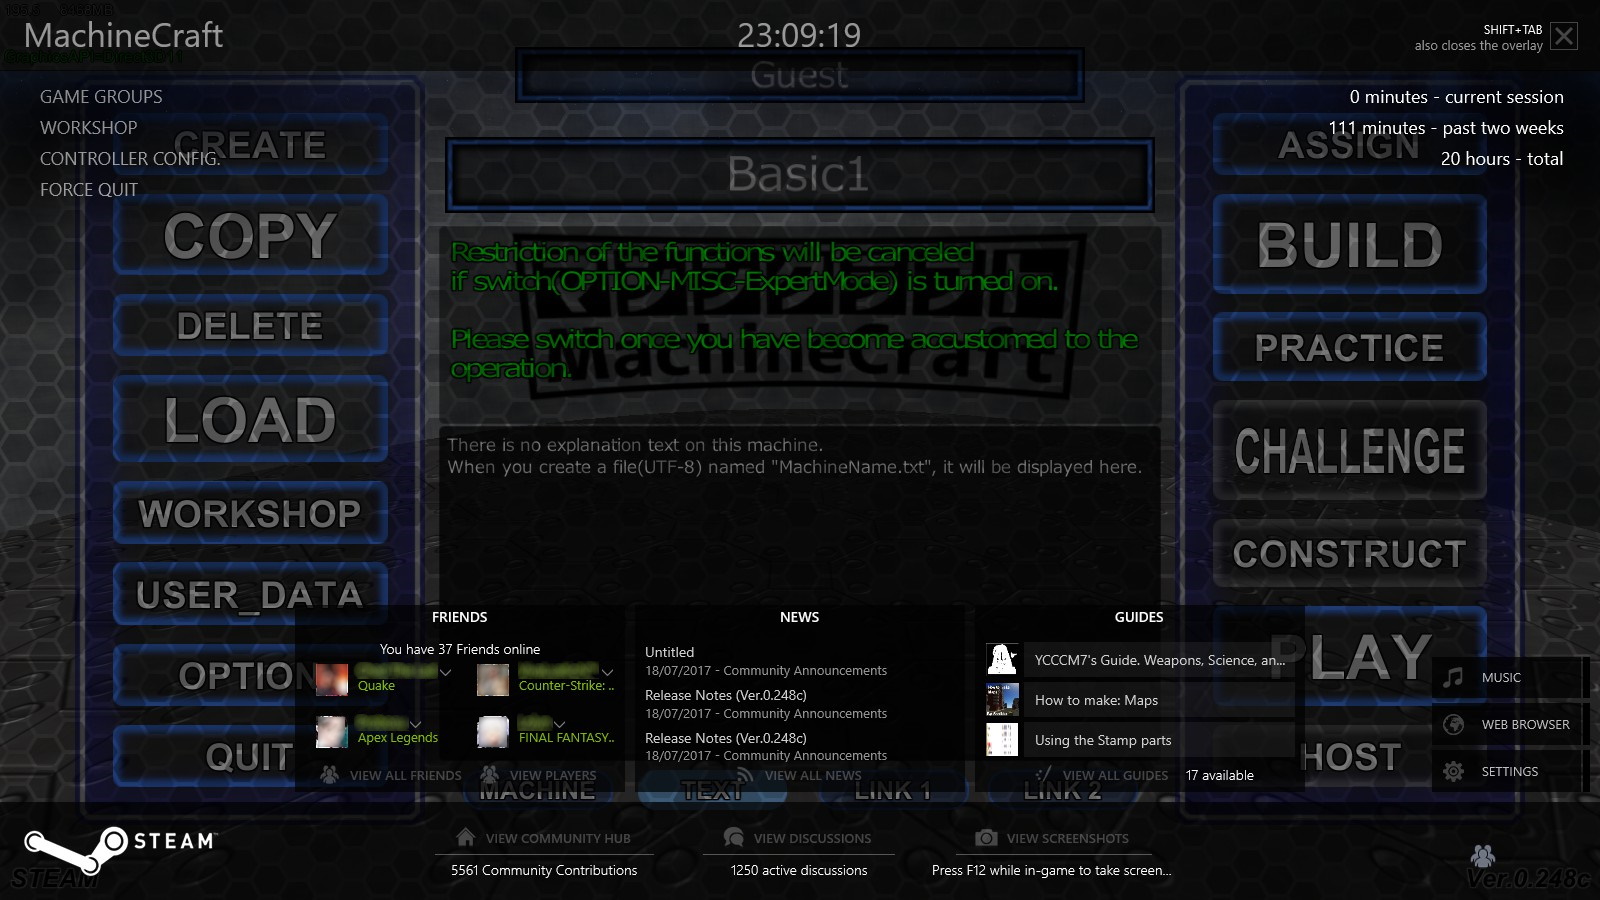 MachineCraft
23:09:19
SHIFT+TAB
also closes the overlay
Guest
GAME GROUPS
WORKSHOP
CONTROLLER CONFIG.
FORCE QUIT
0 minutes - current session
111 minutes - past two weeks
20 hours - total
CREATE
COPY
DELETE
LOAD
WORKSHOP
USER_DATA
OPTION
QUIT
Basic1
Restriction of the functions will be canceled
if switch(OPTION-MISC-ExpertMode) is turned on.
Please switch once you have become accustomed to the
operation.
MachineCraft
There is no explanation text on this machine.
When you create a file(UTF-8) named "MachineName.txt", it will be displayed here.
ASSIGN
BUILD
PRACTICE
CHALLENGE
CONSTRUCT
PLAY
HOST
FRIENDS
You have 37 Friends online
Quake
Counter-Strike: ..
Apex Legends
FINAL FANTASY..
VIEW ALL FRIENDS
VIEW PLAYERS
NEWS
Untitled
18/07/2017 - Community Announcements
Release Notes (Ver.0.248c)
18/07/2017 - Community Announcements
Release Notes (Ver.0.248c)
18/07/2017 - Community Announcements
VIEW ALL NEWS
GUIDES
YCCCM7's Guide. Weapons, Science, an...
How to make: Maps
Using the Stamp parts
VIEW ALL GUIDES
17 available
MUSIC
WEB BROWSER
SETTINGS
MACHINE
TEXT
LINK 1
LINK 2
STEAM™
STEAM
VIEW COMMUNITY HUB
5561 Community Contributions
VIEW DISCUSSIONS
1250 active discussions
VIEW SCREENSHOTS
Press F12 while in-game to take screen...
Ver.0.248c